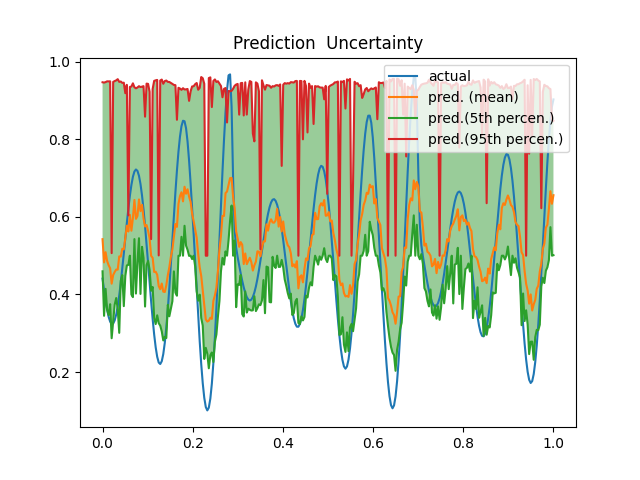 Prediction  Uncertainty
actual
pred. (mean)
pred.(5th percen.)
pred.(95th percen.)
1.0
0.8
0.6
0.4
0.2
0.0
0.2
0.4
0.6
0.8
1.0